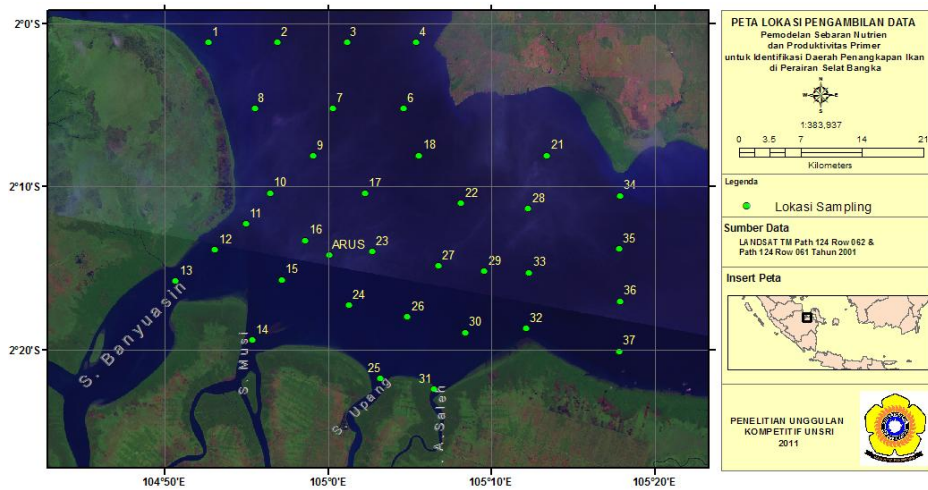 2°0'S
2°10'S
2°20'S
104°50'E
105°0'E
105°10'E
105°20'E
1
2
3
4
8
7
6
9
18
21
10
17
22
28
34
11
16
ARUS
23
12
27
29
33
35
13
15
24
26
36
14
30
32
37
25
31
S. Banyuasin
S. Musi
S. Upang
A. Saleh
PETA LOKASI PENGAMBILAN DATA
Pemodelan Sebaran Nutrien
dan Produktivitas Primer
untuk Identifikasi Daerah Penangkapan Ikan
di Perairan Selat Bangka
N
W
E
S
1:383,937
0 3.5 7 14 21
Kilometers
Legenda
Lokasi Sampling
Sumber Data
LANDSAT TM Path 124 Row 062 &
Path 124 Row 061 Tahun 2001
Insert Peta
PENELITIAN UNGGULAN
KOMPETITIF UNSRI
2011